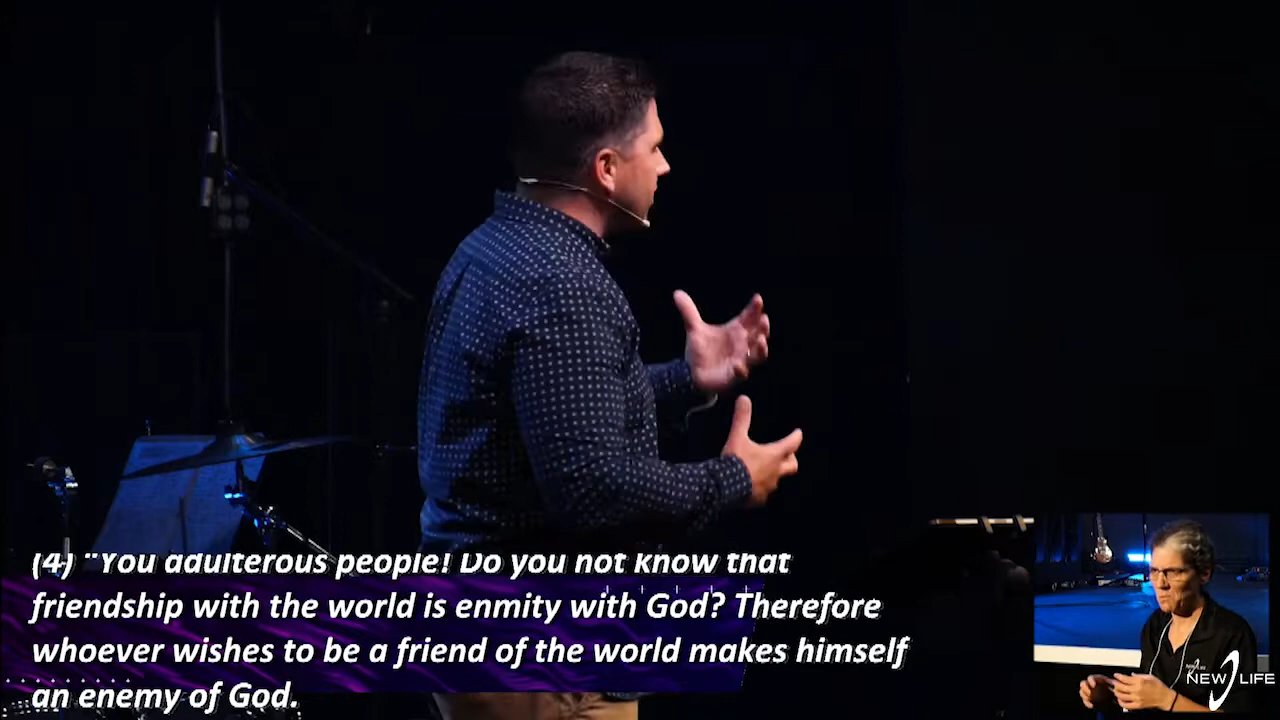 (4) "You adulterous people! Do you not know that
friendship with the world is enmity with God? Therefore
whoever wishes to be a friend of the world makes himself
an enemy of God.
NEW LIFE